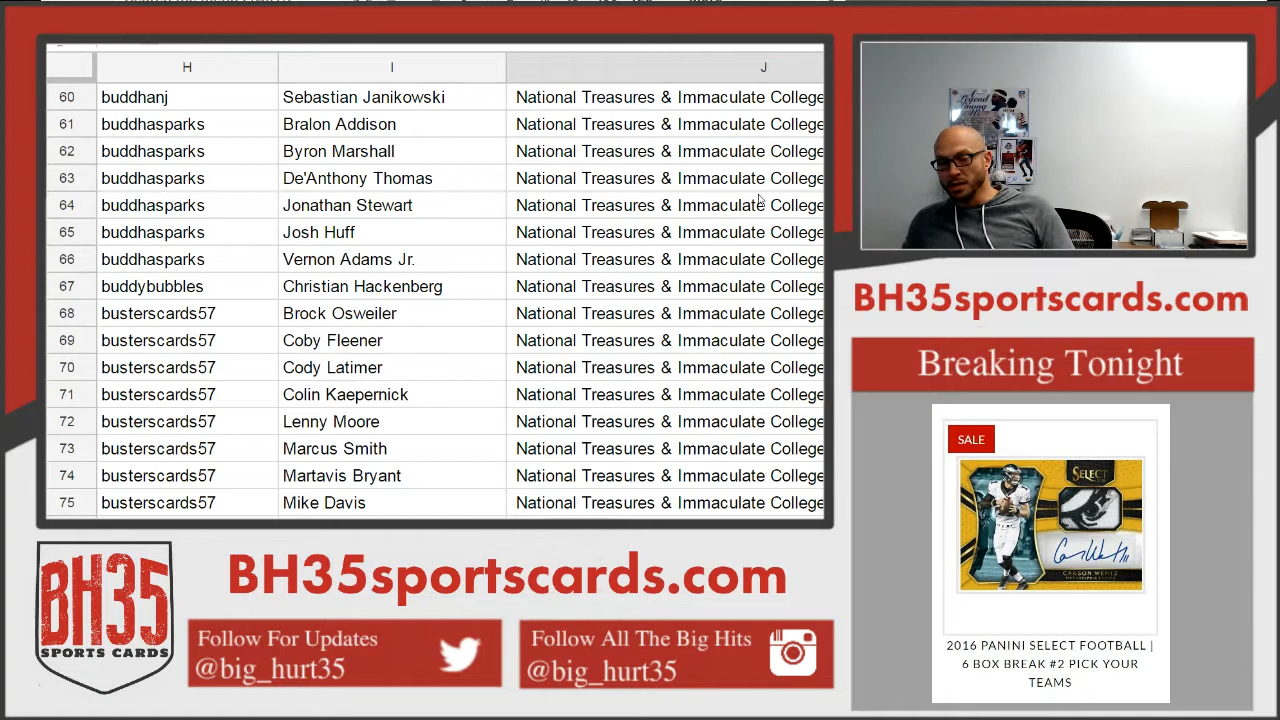 H I J
60 buddhanj Sebastian Janikowski National Treasures & Immaculate College
61 buddhasparks Bralon Addison National Treasures & Immaculate College
62 buddhasparks Byron Marshall National Treasures & Immaculate College
63 buddhasparks De'Anthony Thomas National Treasures & Immaculate College
64 buddhasparks Jonathan Stewart National Treasures & Immaculate College
65 buddhasparks Josh Huff National Treasures & Immaculate College
66 buddhasparks Vernon Adams Jr. National Treasures & Immaculate College
67 buddybubbles Christian Hackenberg National Treasures & Immaculate College
68 busterscards57 Brock Osweiler National Treasures & Immaculate College
69 busterscards57 Coby Fleener National Treasures & Immaculate College
70 busterscards57 Cody Latimer National Treasures & Immaculate College
71 busterscards57 Colin Kaepernick National Treasures & Immaculate College
72 busterscards57 Lenny Moore National Treasures & Immaculate College
73 busterscards57 Marcus Smith National Treasures & Immaculate College
74 busterscards57 Martavis Bryant National Treasures & Immaculate College
75 busterscards57 Mike Davis National Treasures & Immaculate College
BH35sportscards.com
Breaking Tonight
SALE
SELECT
CARSON WENTZ
PHILADELPHIA EAGLES
2016 PANINI SELECT FOOTBALL |
6 BOX BREAK #2 PICK YOUR
TEAMS
BH35
SPORTS CARDS
BH35sportscards.com
Follow For Updates
@big_hurt35
Follow All The Big Hits
@big_hurt35